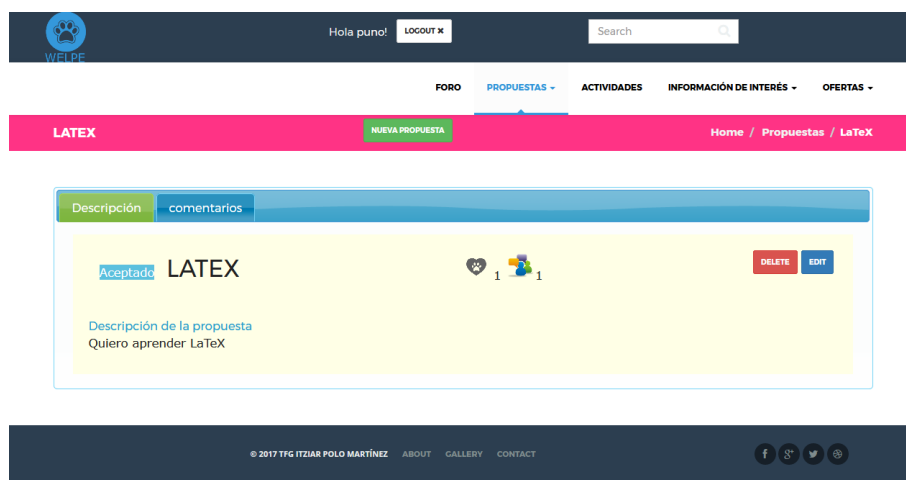 WELPE
Hola puno! LOGOUT ✖ Search
FORO PROPUESTAS ACTIVIDADES INFORMACIÓN DE INTERÉS OFERTAS
LATEX NUEVA PROPUESTA Home / Propuestas / LaTeX
Descripción comentarios
Aceptado LATEX 1 1 DELETE EDIT
Descripción de la propuesta
Quiero aprender LaTeX
© 2017 TFG ITZIAR POLO MARTÍNEZ ABOUT GALLERY CONTACT